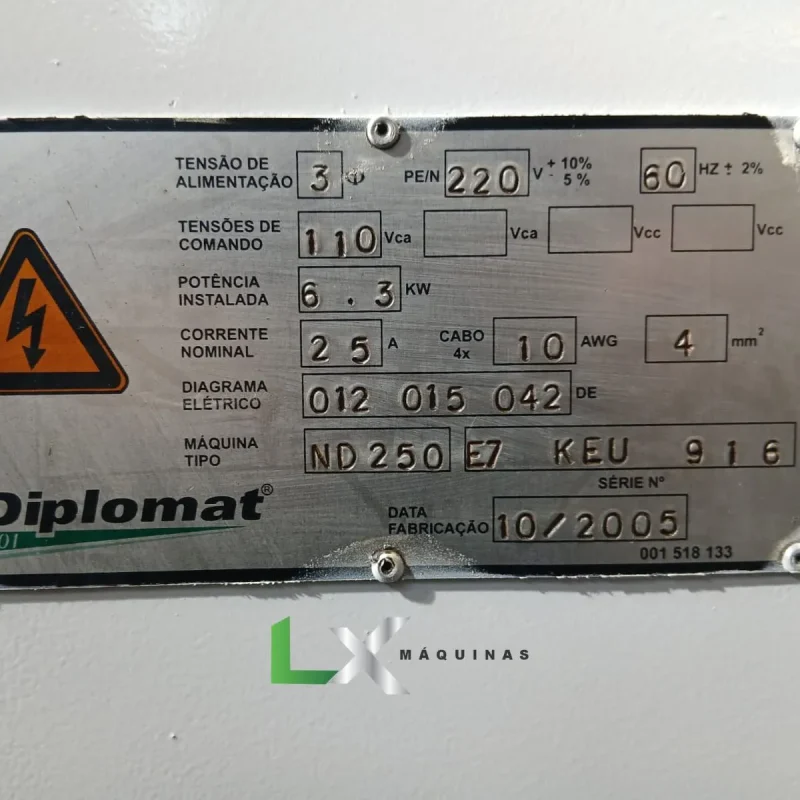 TENSÃO DE ALIMENTAÇÃO 3 Φ PE/N 220 V + 10% - 5 % 60 HZ ± 2%
TENSÕES DE COMANDO 110 Vca Vca Vcc Vcc
POTÊNCIA INSTALADA 6.3 KW
CORRENTE NOMINAL 25 A CABO 4x 10 AWG 4 mm²
DIAGRAMA ELÉTRICO 012 015 042 DE
MÁQUINA TIPO ND250 E7 KEU 916
SÉRIE Nº
Diplomat®
DATA FABRICAÇÃO 10/2005
001 518 133
LX MÁQUINAS